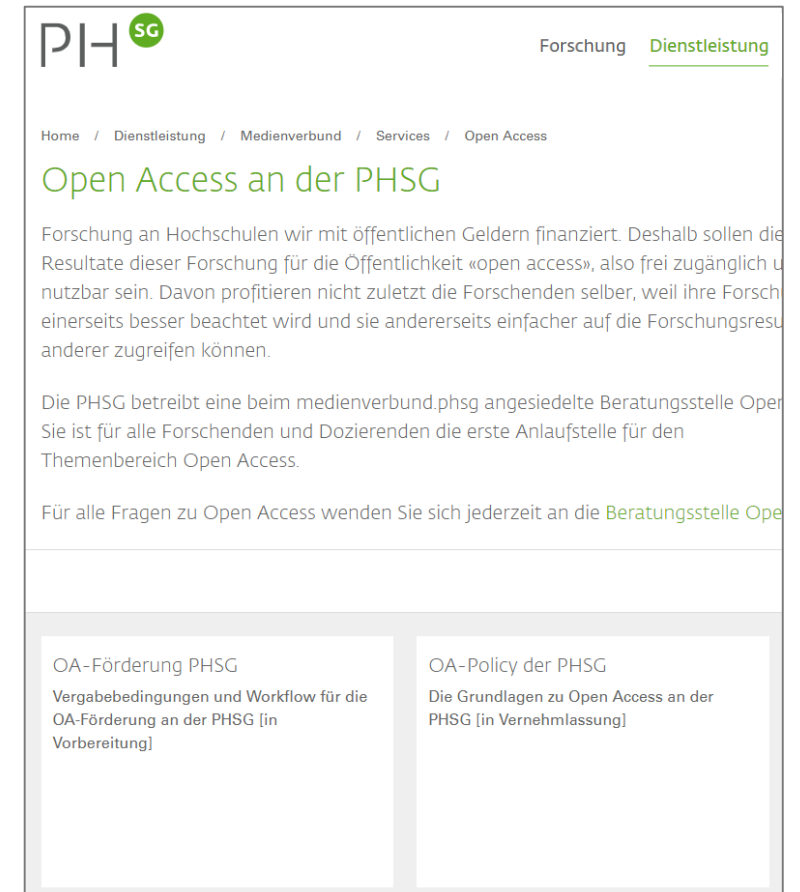 PH SG
Forschung Dienstleistung
Home / Dienstleistung / Medienverbund / Services / Open Access
Open Access an der PHSG
Forschung an Hochschulen wir mit öffentlichen Geldern finanziert. Deshalb sollen die
Resultate dieser Forschung für die Öffentlichkeit «open access», also frei zugänglich u
nutzbar sein. Davon profitieren nicht zuletzt die Forschenden selber, weil ihre Forsch
einerseits besser beachtet wird und sie andererseits einfacher auf die Forschungsresu
anderer zugreifen können.
Die PHSG betreibt eine beim medienverbund.phsg angesiedelte Beratungsstelle Open
Sie ist für alle Forschenden und Dozierenden die erste Anlaufstelle für den
Themenbereich Open Access.
Für alle Fragen zu Open Access wenden Sie sich jederzeit an die Beratungsstelle Ope
OA-Förderung PHSG
Vergabebedingungen und Workflow für die
OA-Förderung an der PHSG [in
Vorbereitung]
OA-Policy der PHSG
Die Grundlagen zu Open Access an der
PHSG [in Vernehmlassung]